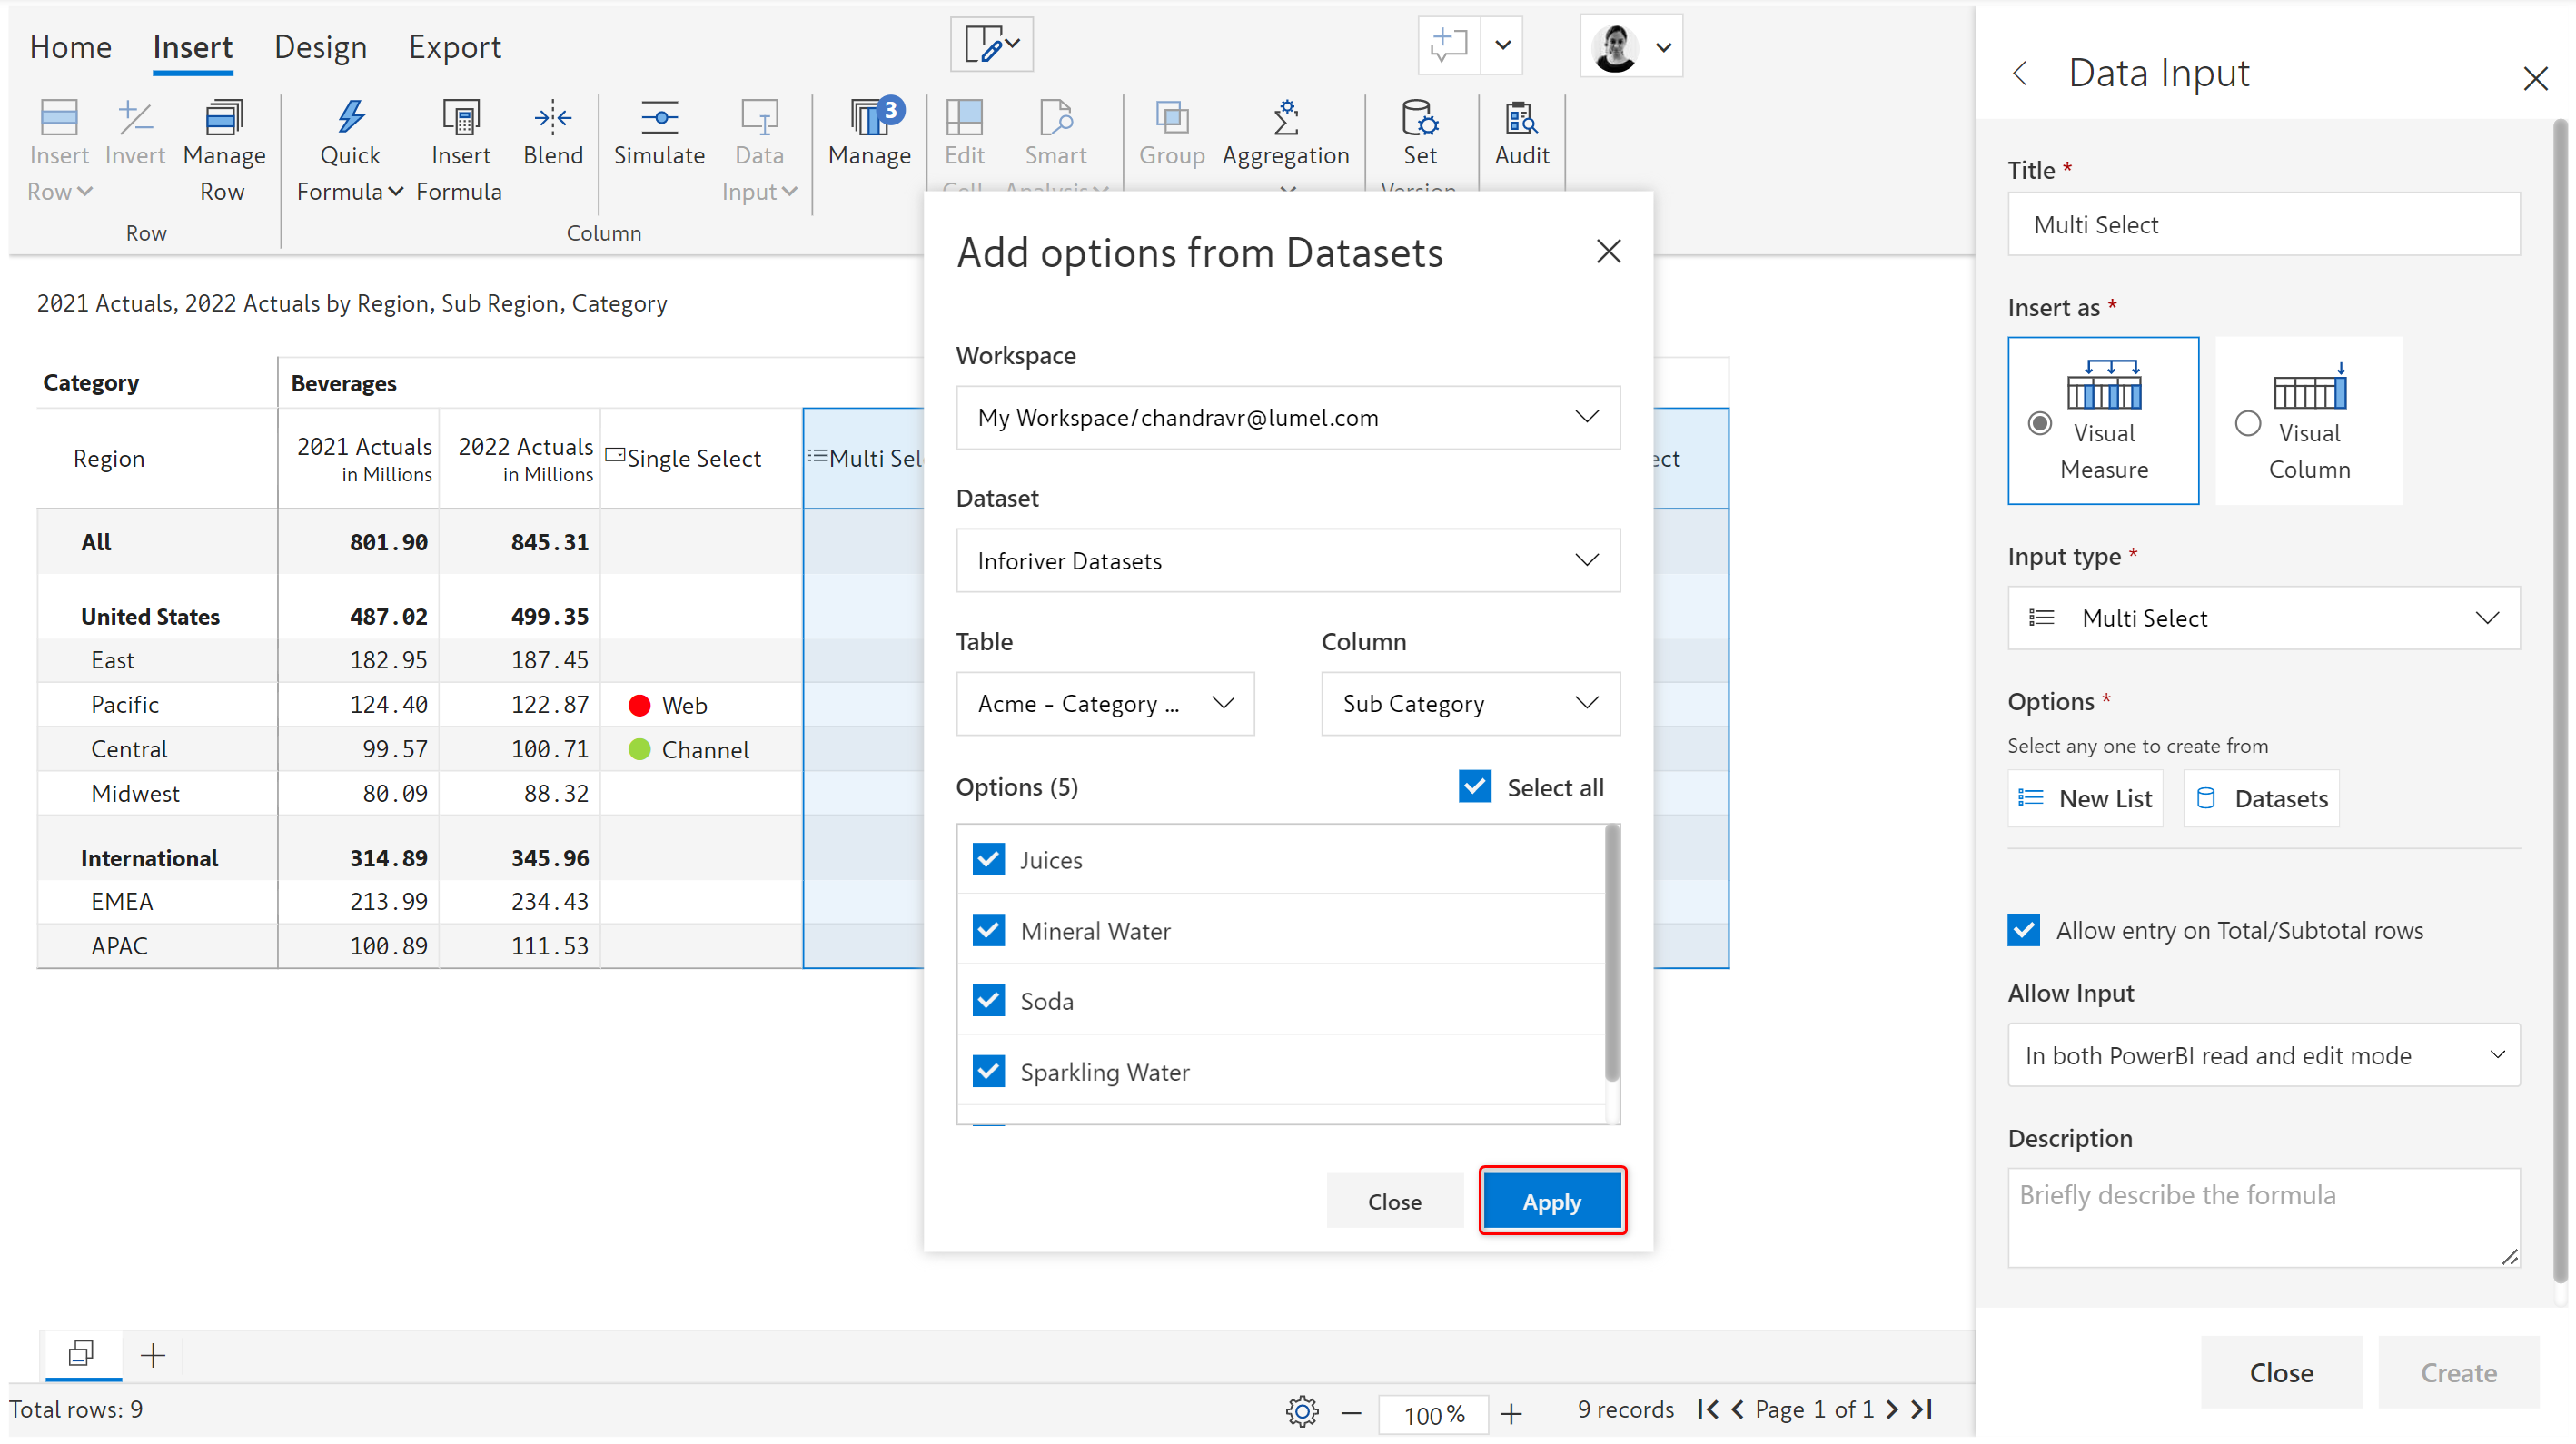 Home Insert Design Export
3
Insert Invert Manage Quick Insert Blend Simulate Data Manage Edit Smart Group Aggregation Set Audit
Row Row Formula Formula Input Cell Analysis Version
Row Column
2021 Actuals, 2022 Actuals by Region, Sub Region, Category
Category Beverages
Region 2021 Actuals 2022 Actuals Single Select Multi Sel ect
in Millions in Millions
All 801.90 845.31
United States 487.02 499.35
East 182.95 187.45
Pacific 124.40 122.87 Web
Central 99.57 100.71 Channel
Midwest 80.09 88.32
International 314.89 345.96
EMEA 213.99 234.43
APAC 100.89 111.53
Add options from Datasets
Workspace
My Workspace/chandravr@lumel.com
Dataset
Inforiver Datasets
Table Column
Acme - Category ... Sub Category
Options (5) Select all
Juices
Mineral Water
Soda
Sparkling Water
Close Apply
Data Input
Title *
Multi Select
Insert as *
Visual Measure
Visual Column
Input type *
Multi Select
Options *
Select any one to create from
New List Datasets
Allow entry on Total/Subtotal rows
Allow Input
In both PowerBI read and edit mode
Description
Briefly describe the formula
Close Create
Total rows: 9
100% 9 records Page 1 of 1